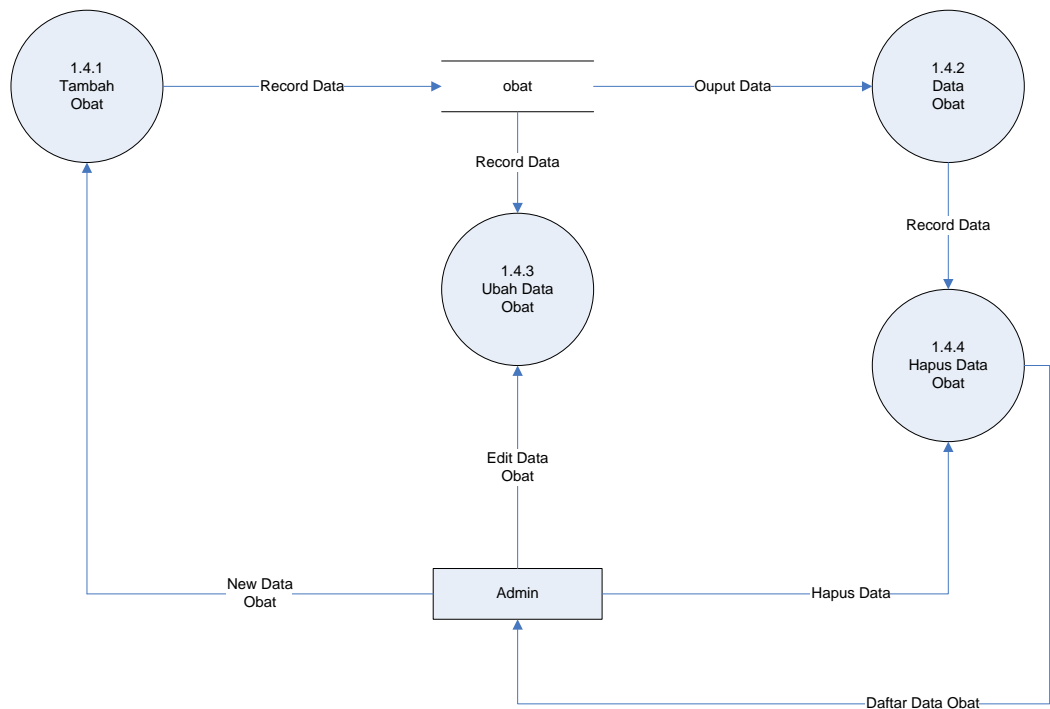 1.4.1
Tambah
Obat
Record Data
obat
Ouput Data
1.4.2
Data
Obat
Record Data
Record Data
1.4.3
Ubah Data
Obat
1.4.4
Hapus Data
Obat
Edit Data
Obat
New Data
Obat
Admin
Hapus Data
Daftar Data Obat